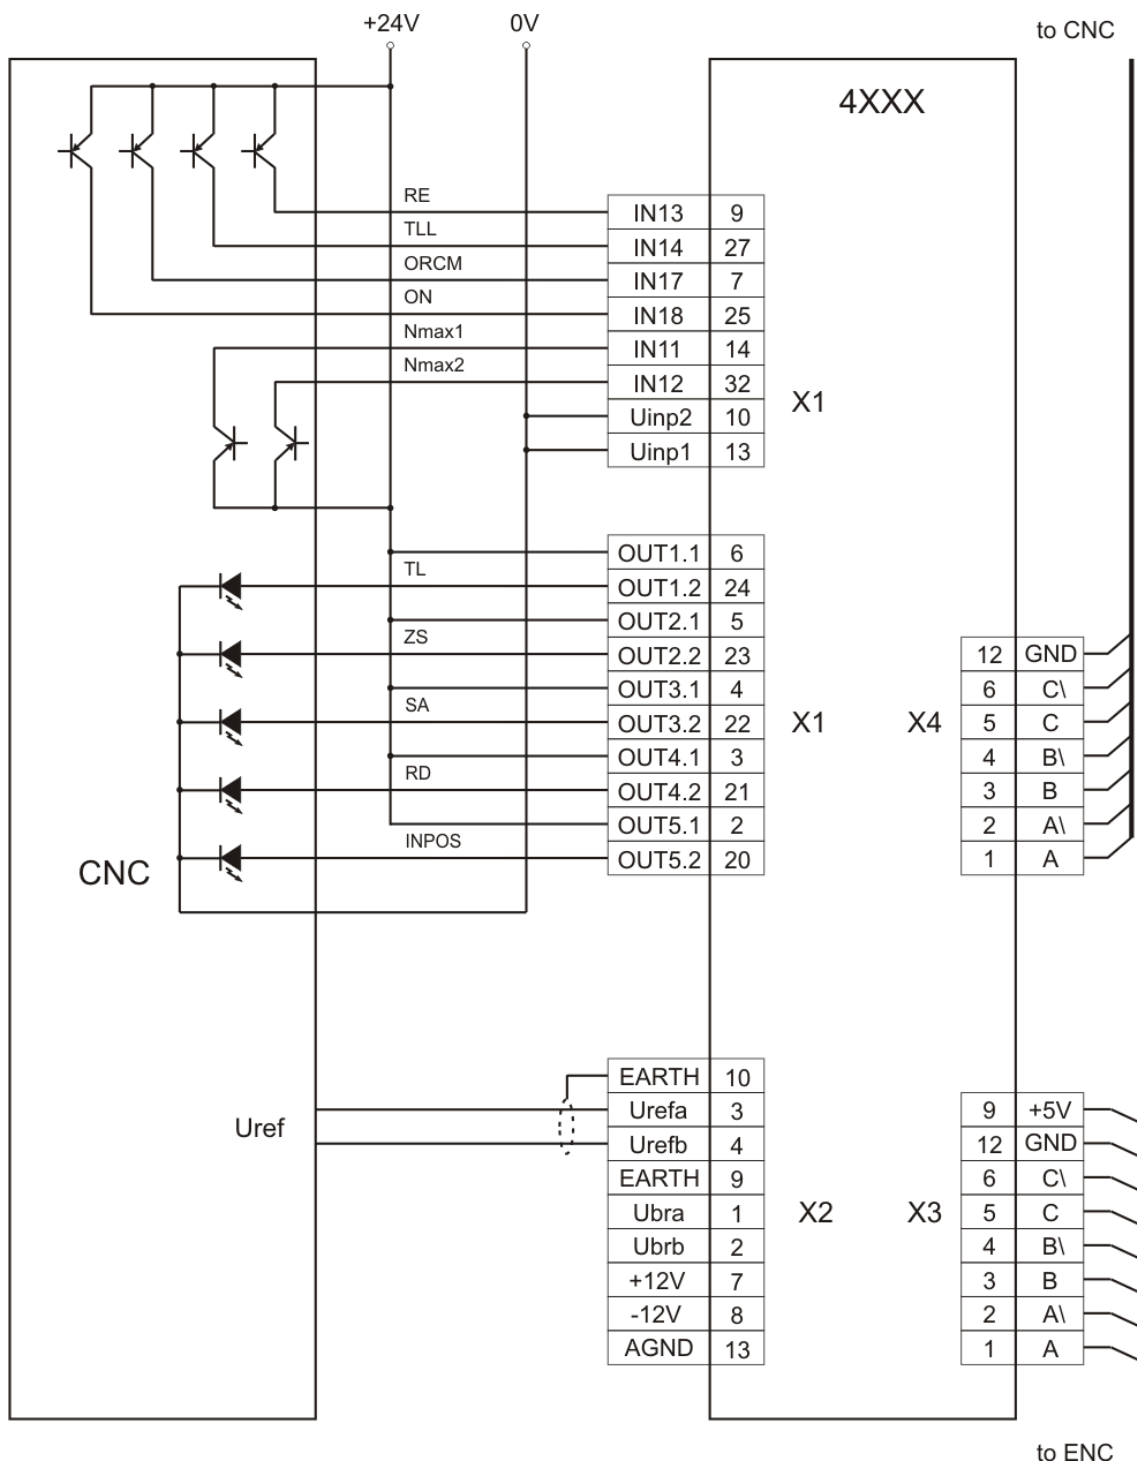 +24V 0V
to CNC
4XXX
RE
IN13 9
TLL
IN14 27
ORCM
IN17 7
ON
IN18 25
Nmax1
IN11 14
Nmax2
IN12 32
X1
Uinp2 10
Uinp1 13
OUT1.1 6
TL
OUT1.2 24
OUT2.1 5
ZS
OUT2.2 23
OUT3.1 4
SA
OUT3.2 22
X1
OUT4.1 3
RD
OUT4.2 21
OUT5.1 2
INPOS
OUT5.2 20
X4
12 GND
6 C\
5 C
4 B\
3 B
2 A\
1 A
CNC
Uref
EARTH 10
Urefa 3
Urefb 4
EARTH 9
Ubra 1
Ubrb 2
+12V 7
-12V 8
AGND 13
X2
X3
9 +5V
12 GND
6 C\
5 C
4 B\
3 B
2 A\
1 A
to ENC